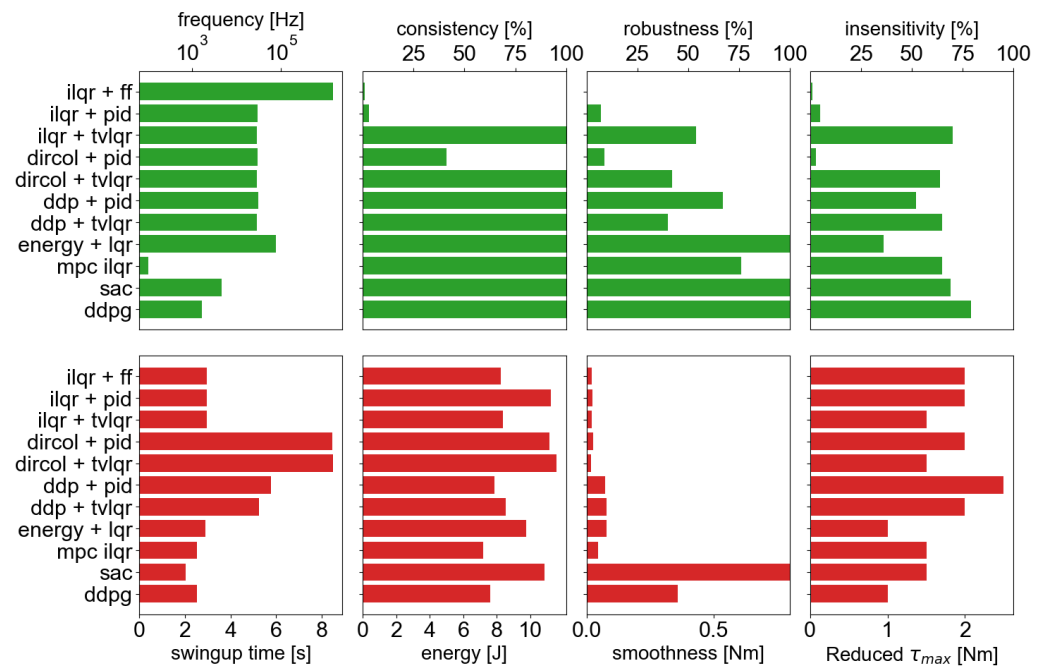 frequency [Hz] consistency [%] robustness [%] insensitivity [%]
10³ 10⁵ 25 50 75 100 25 50 75 100 25 50 75 100
ilqr + ff
ilqr + pid
ilqr + tvlqr
dircol + pid
dircol + tvlqr
ddp + pid
ddp + tvlqr
energy + lqr
mpc ilqr
sac
ddpg
ilqr + ff
ilqr + pid
ilqr + tvlqr
dircol + pid
dircol + tvlqr
ddp + pid
ddp + tvlqr
energy + lqr
mpc ilqr
sac
ddpg
0 2 4 6 8 0 2 4 6 8 10 0.0 0.5 0 1 2
swingup time [s] energy [J] smoothness [Nm] Reduced τ_max [Nm]